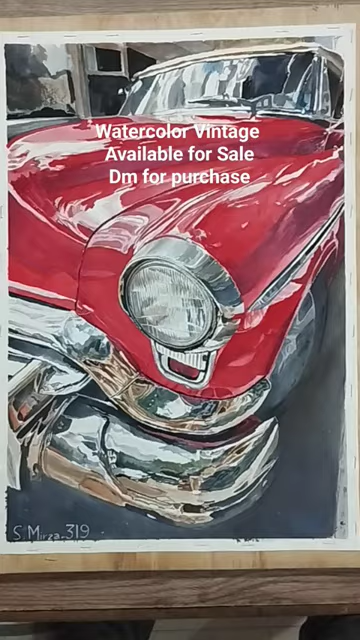 Watercolor Vintage
Available for Sale
Dm for purchase
S.Mirza.319